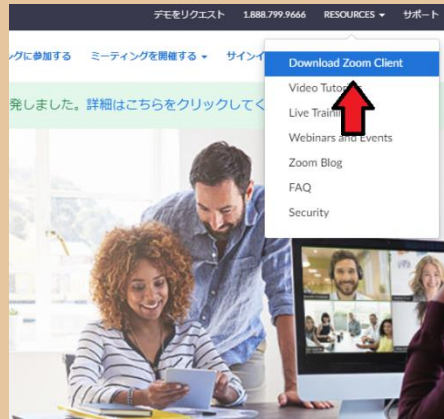 デモをリクエスト 1.888.799.9666 RESOURCES サポート
グに参加する ミーティングを開催する サインイ
Download Zoom Client
Video
Live
発しました。詳細はこちらをクリックしてく
Webinars and Events
Zoom Blog
FAQ
Security